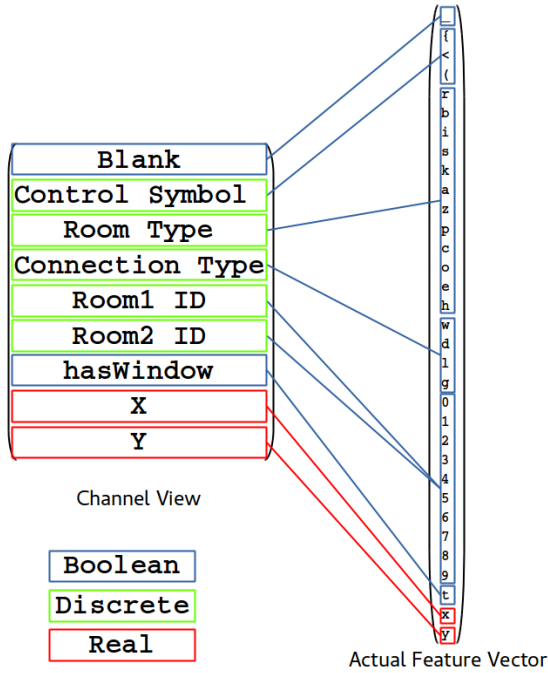 Blank
Control Symbol
Room Type
Connection Type
Room1 ID
Room2 ID
hasWindow
X
Y
Channel View
Boolean
Discrete
Real
_
{
<
(
r
b
i
s
k
a
z
p
c
o
e
h
w
d
l
g
0
1
2
3
4
5
6
7
8
9
t
x
y
Actual Feature Vector